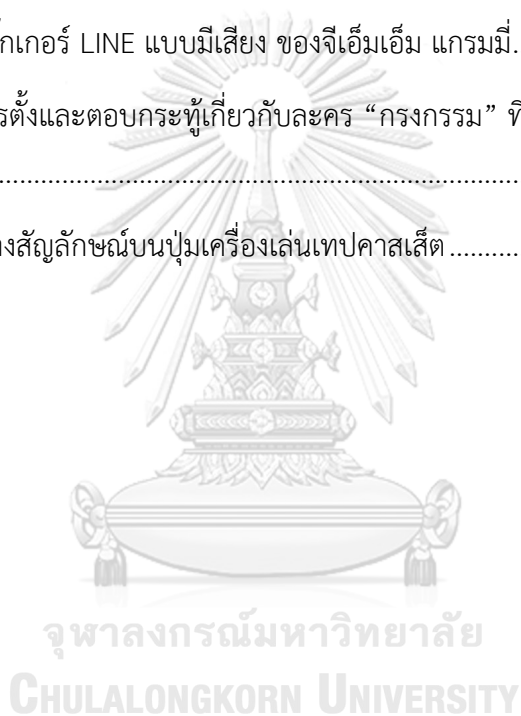 กเกอร์ LINE แบบมีเสียง ของจีเอ็มเอ็ม แกรมมี่.
รตั้งและตอบกระทู้เกี่ยวกับละคร “กรงกรรม” ที
................................................................................
างสัญลักษณ์บนปุ่มเครื่องเล่นเทปคาสเส็ต ..........
จุฬาลงกรณ์มหาวิทยาลัย
CHULALONGKORN UNIVERSITY